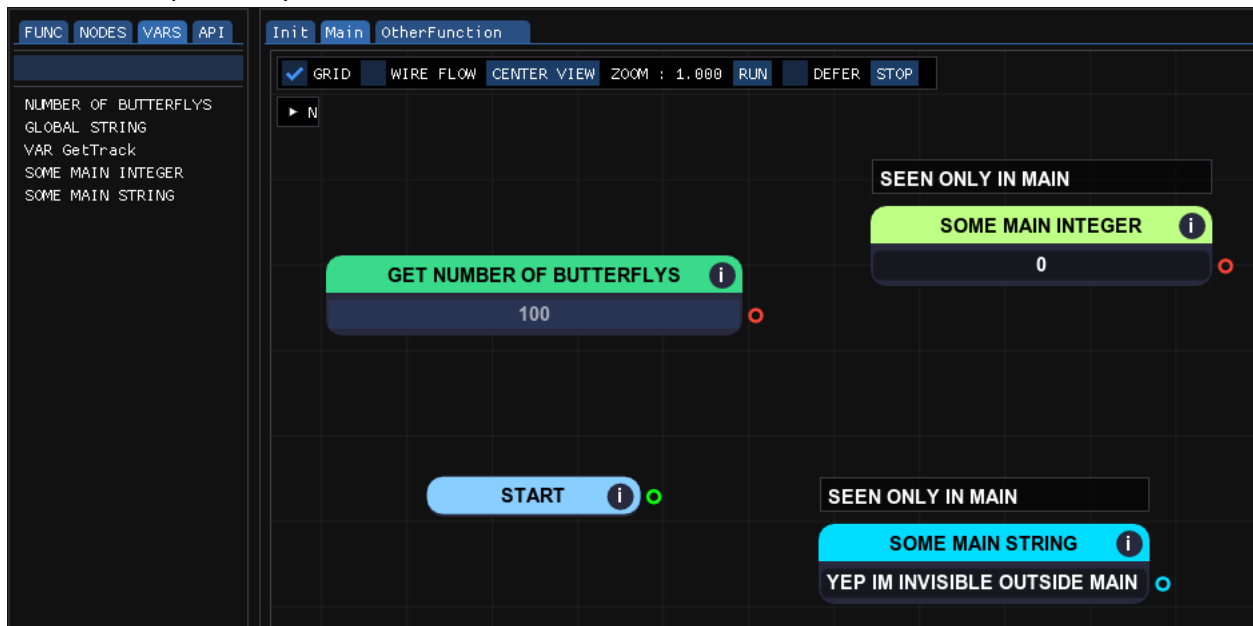 FUNC NODES VARS API
NUMBER OF BUTTERFLYS
GLOBAL STRING
VAR GetTrack
SOME MAIN INTEGER
SOME MAIN STRING
Init Main OtherFunction
GRID WIRE FLOW CENTER VIEW ZOOM : 1.000 RUN DEFER STOP
N
SEEN ONLY IN MAIN
SOME MAIN INTEGER i
0
GET NUMBER OF BUTTERFLYS i
100
START i
SEEN ONLY IN MAIN
SOME MAIN STRING i
YEP IM INVISIBLE OUTSIDE MAIN